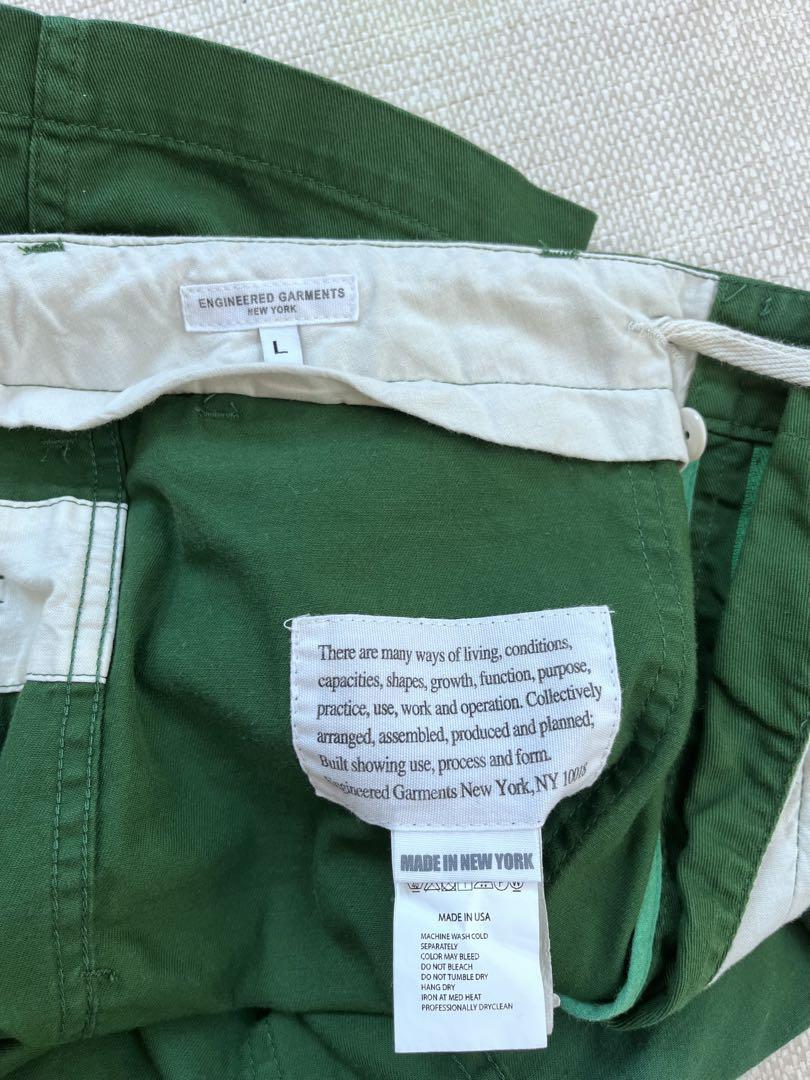 ENGINEERED GARMENTS
NEW YORK
L
There are many ways of living, conditions,
capacities, shapes, growth, function, purpose,
practice, use, work and operation. Collectively
arranged, assembled, produced and planned;
Built showing use, process and form.
Engineered Garments New York, NY 10018
MADE IN NEW YORK
MADE IN USA
MACHINE WASH COLD
SEPARATELY
COLOR MAY BLEED
DO NOT BLEACH
DO NOT TUMBLE DRY
HANG DRY
IRON AT MED HEAT
PROFESSIONALLY DRYCLEAN